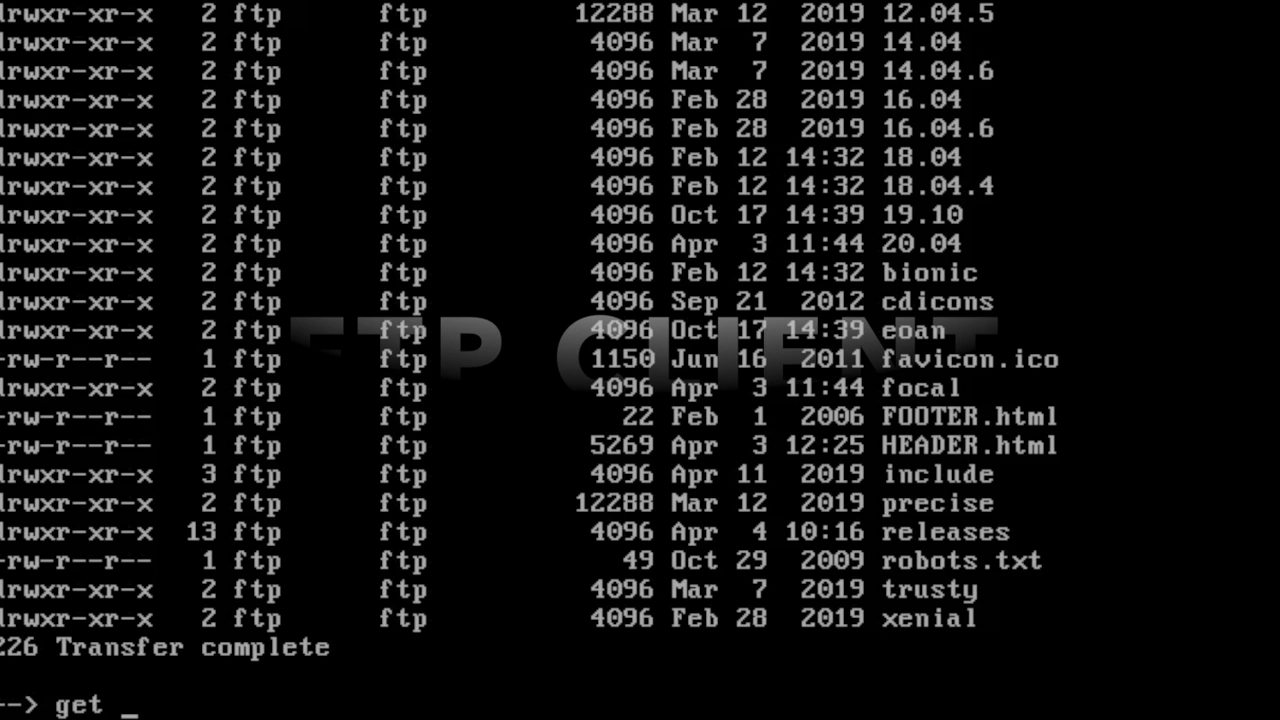 drwxr-xr-x 2 ftp ftp 12288 Mar 12 2019 12.04.5
drwxr-xr-x 2 ftp ftp 4096 Mar 7 2019 14.04
drwxr-xr-x 2 ftp ftp 4096 Mar 7 2019 14.04.6
drwxr-xr-x 2 ftp ftp 4096 Feb 28 2019 16.04
drwxr-xr-x 2 ftp ftp 4096 Feb 28 2019 16.04.6
drwxr-xr-x 2 ftp ftp 4096 Feb 12 14:32 18.04
drwxr-xr-x 2 ftp ftp 4096 Feb 12 14:32 18.04.4
drwxr-xr-x 2 ftp ftp 4096 Oct 17 14:39 19.10
drwxr-xr-x 2 ftp ftp 4096 Apr 3 11:44 20.04
drwxr-xr-x 2 ftp ftp 4096 Feb 12 14:32 bionic
drwxr-xr-x 2 ftp ftp 4096 Sep 21 2012 cdicons
drwxr-xr-x 2 ftp ftp 4096 Oct 17 14:39 eoan
FTP CLIENT
-rw-r--r-- 1 ftp ftp 1150 Jun 16 2011 favicon.ico
drwxr-xr-x 2 ftp ftp 4096 Apr 3 11:44 focal
-rw-r--r-- 1 ftp ftp 22 Feb 1 2006 FOOTER.html
-rw-r--r-- 1 ftp ftp 5269 Apr 3 12:25 HEADER.html
drwxr-xr-x 3 ftp ftp 4096 Apr 11 2019 include
drwxr-xr-x 2 ftp ftp 12288 Mar 12 2019 precise
drwxr-xr-x 13 ftp ftp 4096 Apr 4 10:16 releases
-rw-r--r-- 1 ftp ftp 49 Oct 29 2009 robots.txt
drwxr-xr-x 2 ftp ftp 4096 Mar 7 2019 trusty
drwxr-xr-x 2 ftp ftp 4096 Feb 28 2019 xenial
226 Transfer complete
--> get _